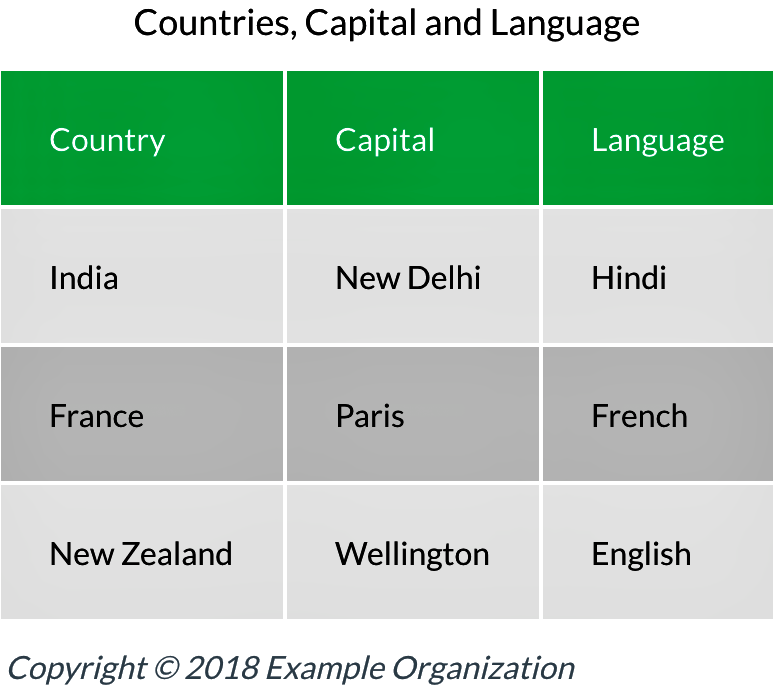 Countries, Capital and Language
Country Capital Language
India New Delhi Hindi
France Paris French
New Zealand Wellington English
Copyright © 2018 Example Organization